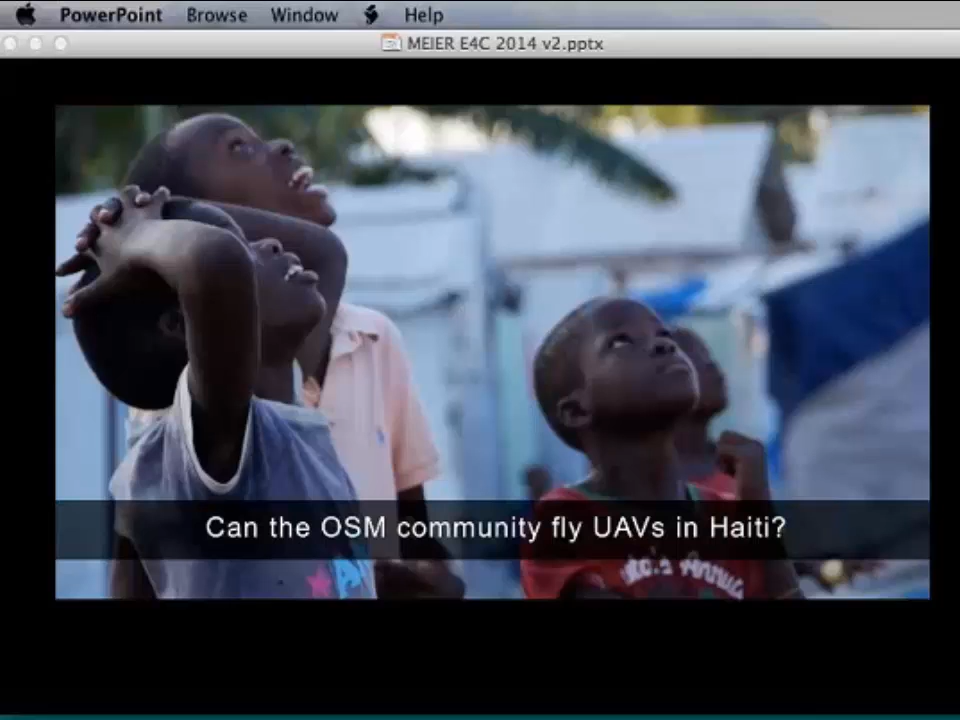 PowerPoint Browse Window Help
MEIER E4C 2014 v2.pptx
Can the OSM community fly UAVs in Haiti?